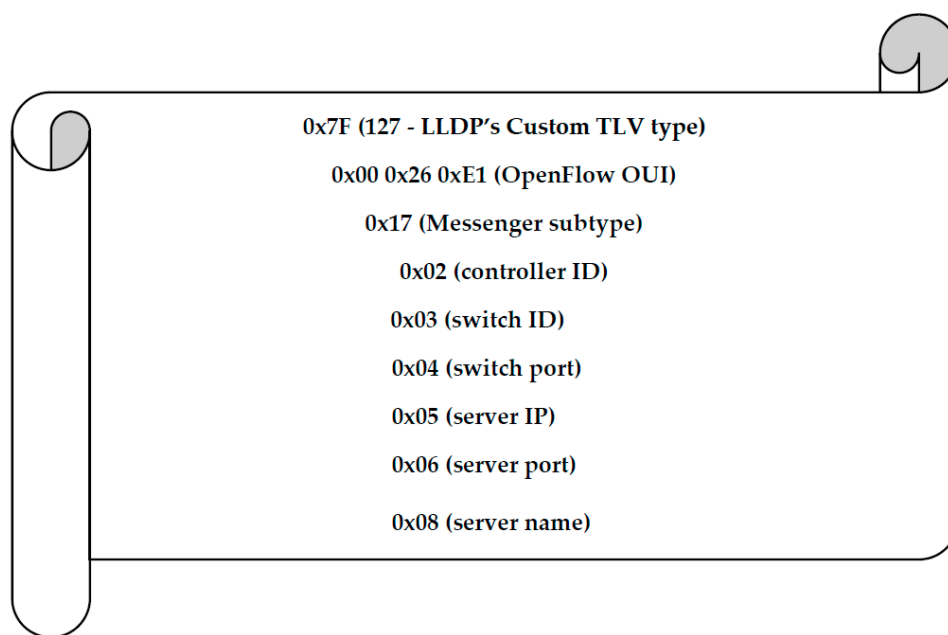 0x7F (127 - LLDP's Custom TLV type)
0x00 0x26 0xE1 (OpenFlow OUI)
0x17 (Messenger subtype)
0x02 (controller ID)
0x03 (switch ID)
0x04 (switch port)
0x05 (server IP)
0x06 (server port)
0x08 (server name)